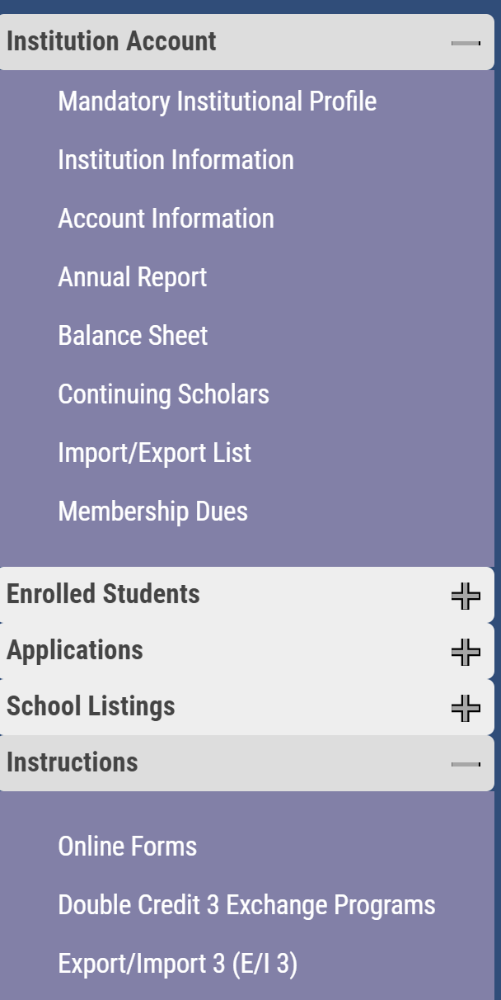 Institution Account
Mandatory Institutional Profile
Institution Information
Account Information
Annual Report
Balance Sheet
Continuing Scholars
Import/Export List
Membership Dues
Enrolled Students
Applications
School Listings
Instructions
Online Forms
Double Credit 3 Exchange Programs
Export/Import 3 (E/I 3)